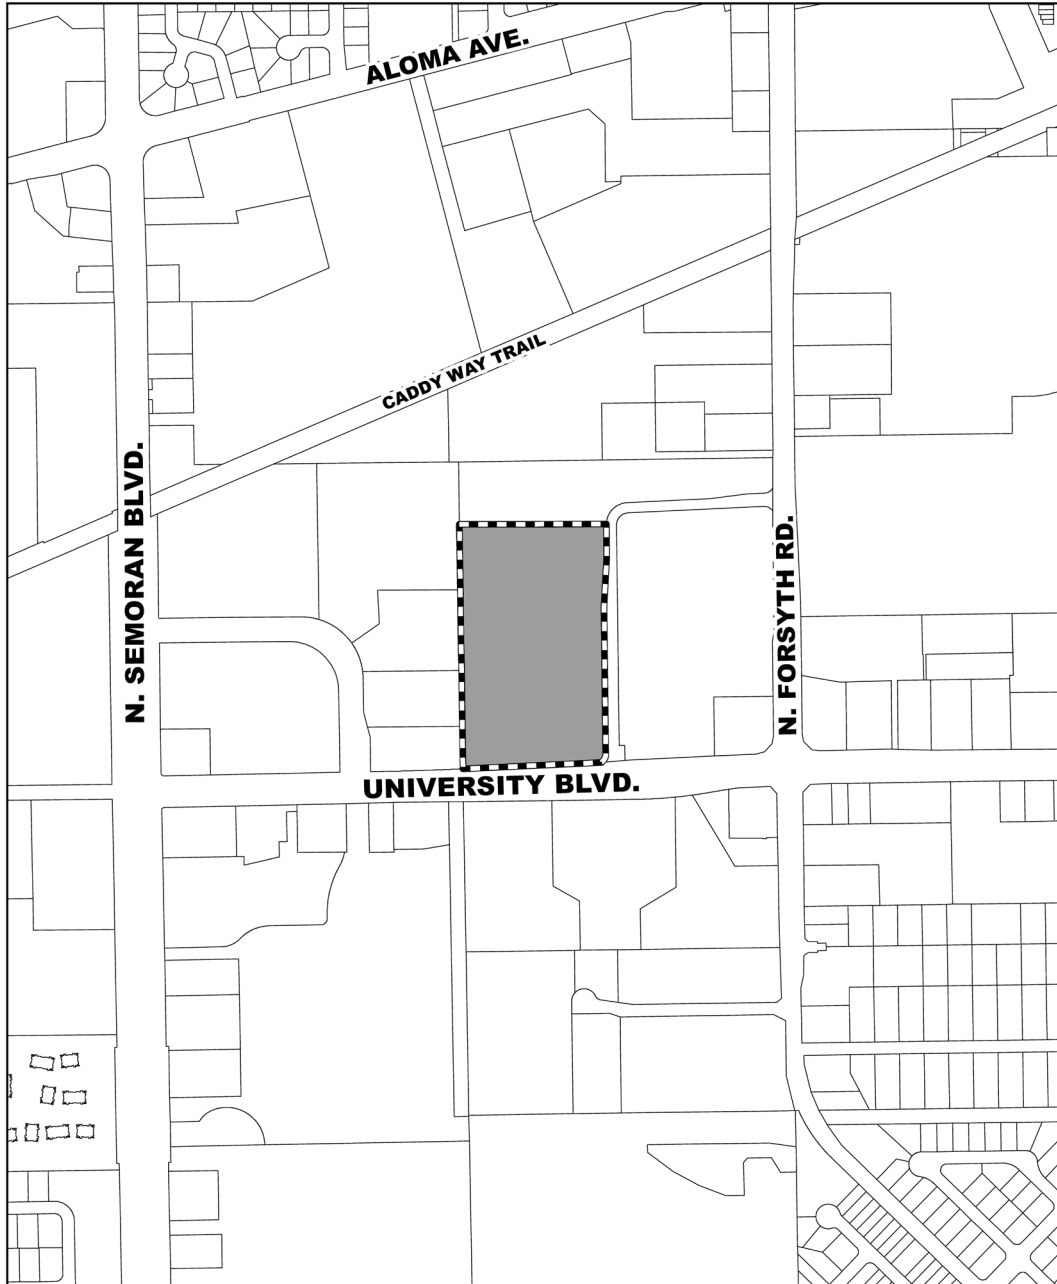 ALOMA AVE.
CADDY WAY TRAIL
N. SEMORAN BLVD.
N. FORSYTH RD.
UNIVERSITY BLVD.